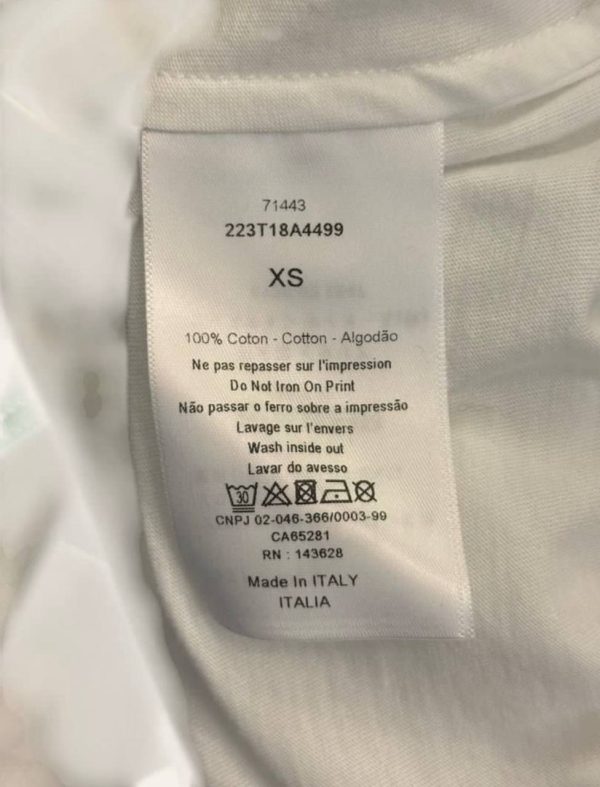 71443
223T18A4499
XS
100% Coton - Cotton - Algodão
Ne pas repasser sur l'impression
Do Not Iron On Print
Não passar o ferro sobre a impressão
Lavage sur l'envers
Wash inside out
Lavar do avesso
30
CNPJ 02-046-366/0003-99
CA65281
RN : 143628
Made In ITALY
ITALIA